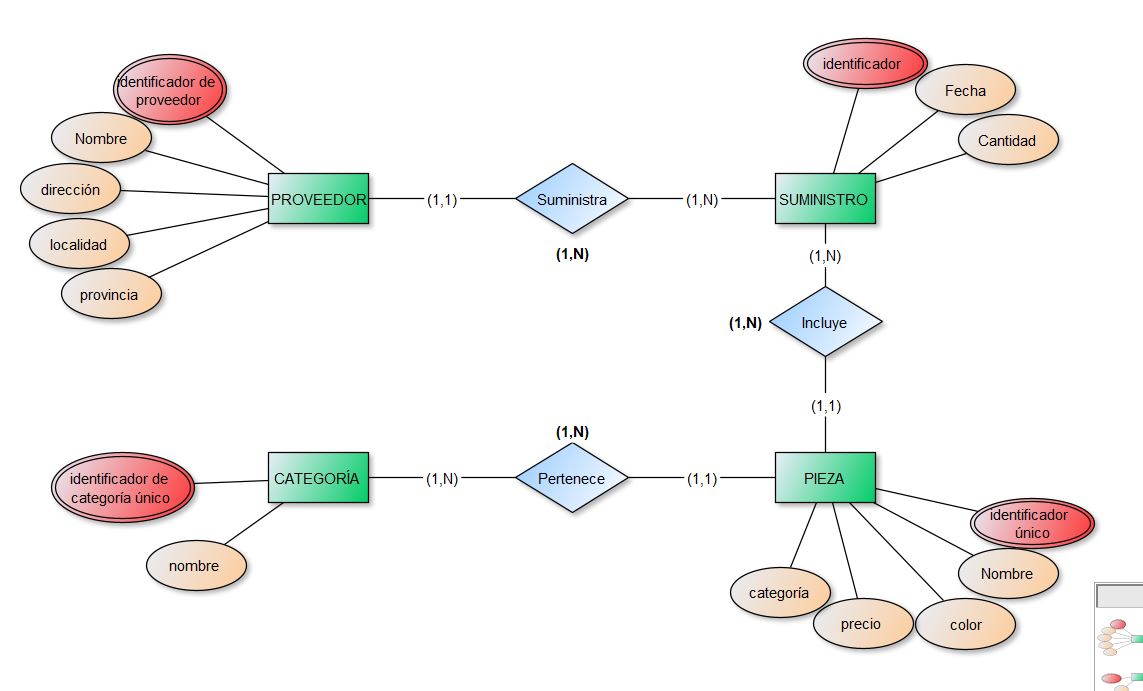 identificador de
proveedor
Nombre
dirección
localidad
provincia
PROVEEDOR
(1,1)
Suministra
(1,N)
(1,N)
SUMINISTRO
identificador
Fecha
Cantidad
(1,N)
(1,N)
Incluye
(1,1)
identificador de
categoría único
nombre
CATEGORÍA
(1,N)
(1,N)
Pertenece
(1,1)
PIEZA
identificador
único
Nombre
categoría
precio
color